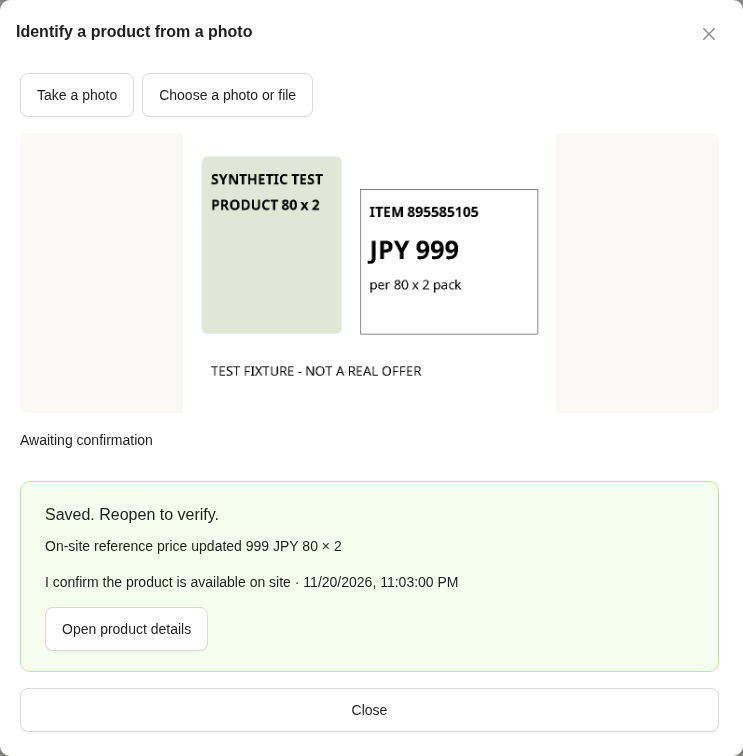 Identify a product from a photo
Take a photo
Choose a photo or file
SYNTHETIC TEST
PRODUCT 80 x 2
ITEM 895585105
JPY 999
per 80 x 2 pack
TEST FIXTURE - NOT A REAL OFFER
Awaiting confirmation
Saved. Reopen to verify.
On-site reference price updated 999 JPY 80 × 2
I confirm the product is available on site · 11/20/2026, 11:03:00 PM
Open product details
Close